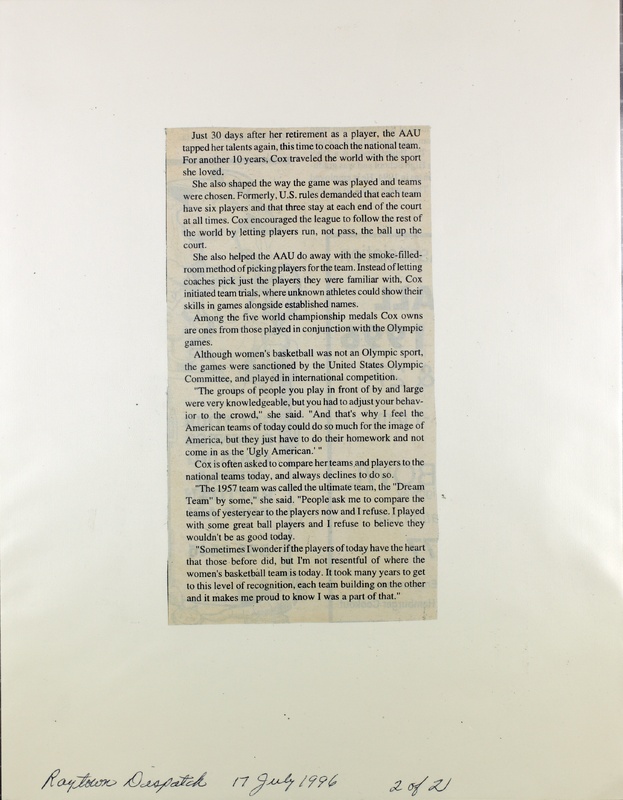 Just 30 days after her retirement as a player, the AAU
tapped her talents again, this time to coach the national team.
For another 10 years, Cox traveled the world with the sport
she loved.
She also shaped the way the game was played and teams
were chosen. Formerly, U.S. rules demanded that each team
have six players and that three stay at each end of the court
at all times. Cox encouraged the league to follow the rest of
the world by letting players run, not pass, the ball up the
court.
She also helped the AAU do away with the smoke-filled-
room method of picking players for the team. Instead of letting
coaches pick just the players they were familiar with, Cox
initiated team trials, where unknown athletes could show their
skills in games alongside established names.
Among the five world championship medals Cox owns
are ones from those played in conjunction with the Olympic
games.
Although women's basketball was not an Olympic sport,
the games were sanctioned by the United States Olympic
Committee, and played in international competition.
"The groups of people you play in front of by and large
were very knowledgeable, but you had to adjust your behav-
ior to the crowd," she said. "And that's why I feel the
American teams of today could do so much for the image of
America, but they just have to do their homework and not
come in as the 'Ugly American.' "
Cox is often asked to compare her teams and players to the
national teams today, and always declines to do so.
"The 1957 team was called the ultimate team, the "Dream
Team" by some," she said. "People ask me to compare the
teams of yesteryear to the players now and I refuse. I played
with some great ball players and I refuse to believe they
wouldn't be as good today.
"Sometimes I wonder if the players of today have the heart
that those before did, but I'm not resentful of where the
women's basketball team is today. It took many years to get
to this level of recognition, each team building on the other
and it makes me proud to know I was a part of that."
Raytown Dispatch 17 July 1996 2 of 2